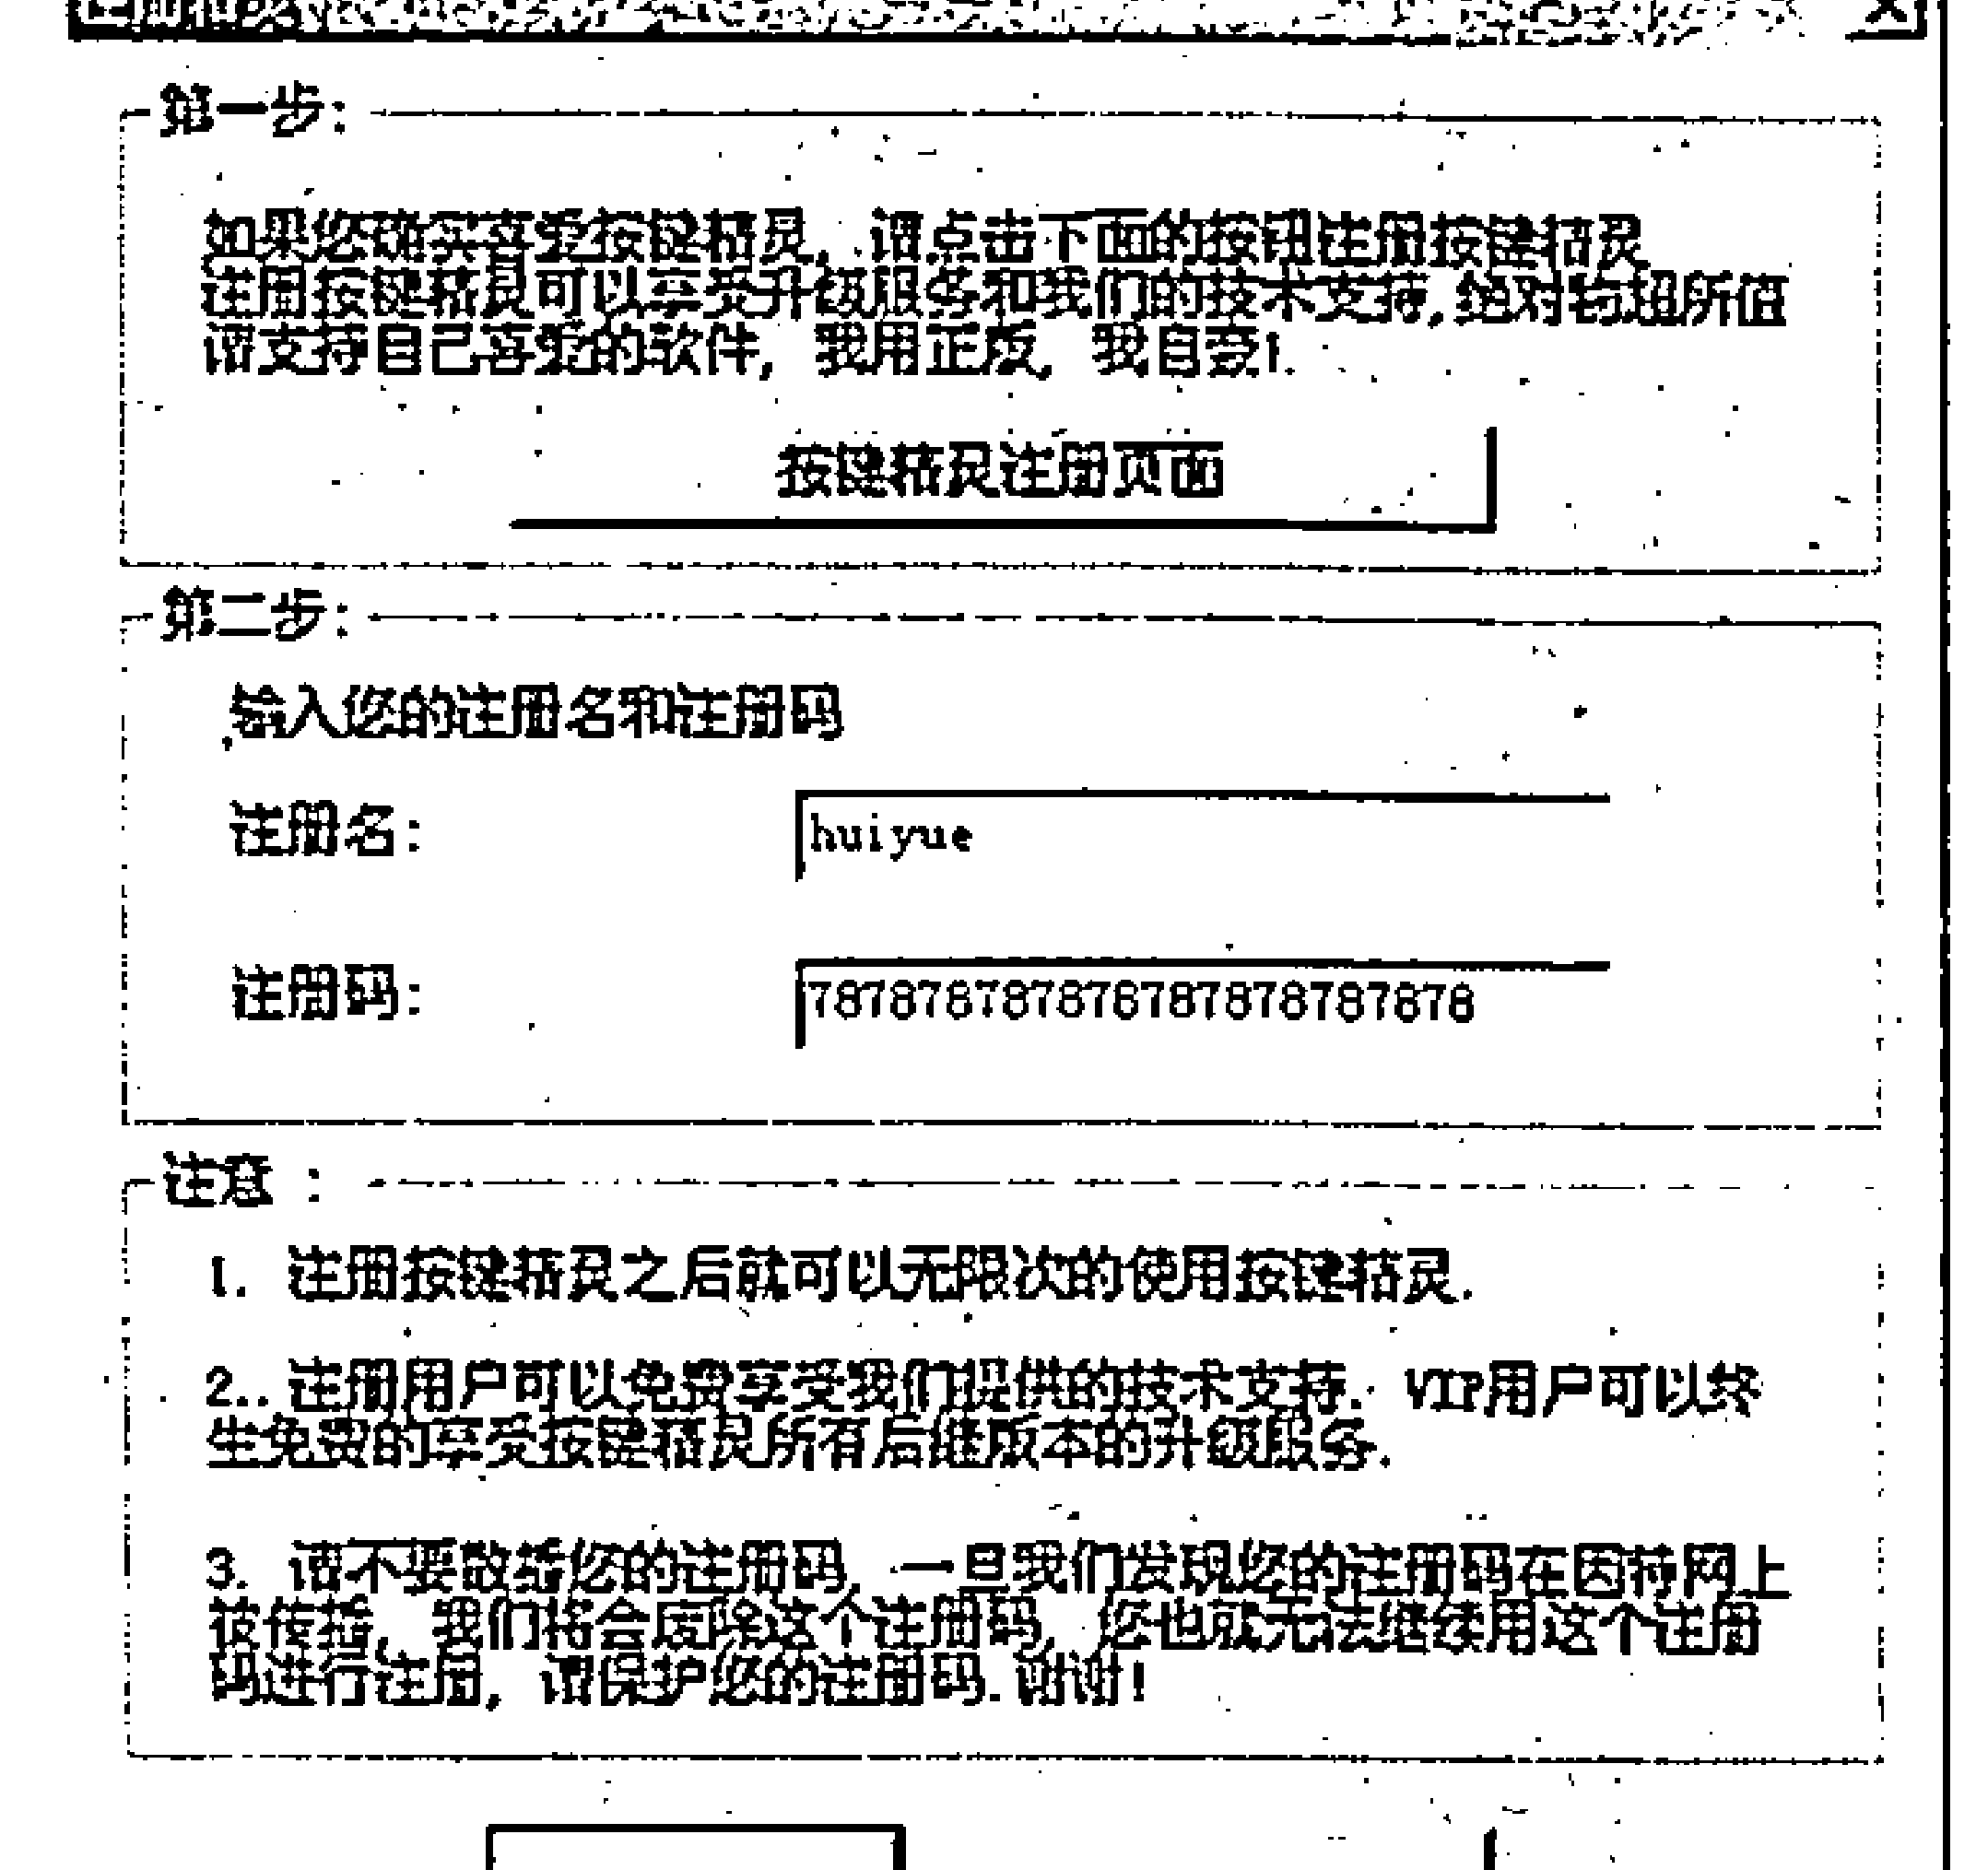 第一步:
如果您确实喜爱按键精灵, 请点击下面的按钮注册按键精灵
注册按键精灵可以享受升级服务和我们的技术支持,绝对物超所值
请支持自己喜爱的软件, 我用正版, 我自豪!
按键精灵注册页面
第二步:
输入您的注册名和注册码
注册名:
huiyue
注册码:
787878787878787878787878
注意 :
1. 注册按键精灵之后就可以无限次的使用按键精灵.
2. 注册用户可以免费享受我们提供的技术支持. VIP用户可以终
生免费的享受按键精灵所有后继版本的升级服务.
3. 请不要散播您的注册码, 一旦我们发现您的注册码在因特网上
被传播, 我们将会废除这个注册码, 您也就无法继续用这个注册
码进行注册, 请保护您的注册码.谢谢!